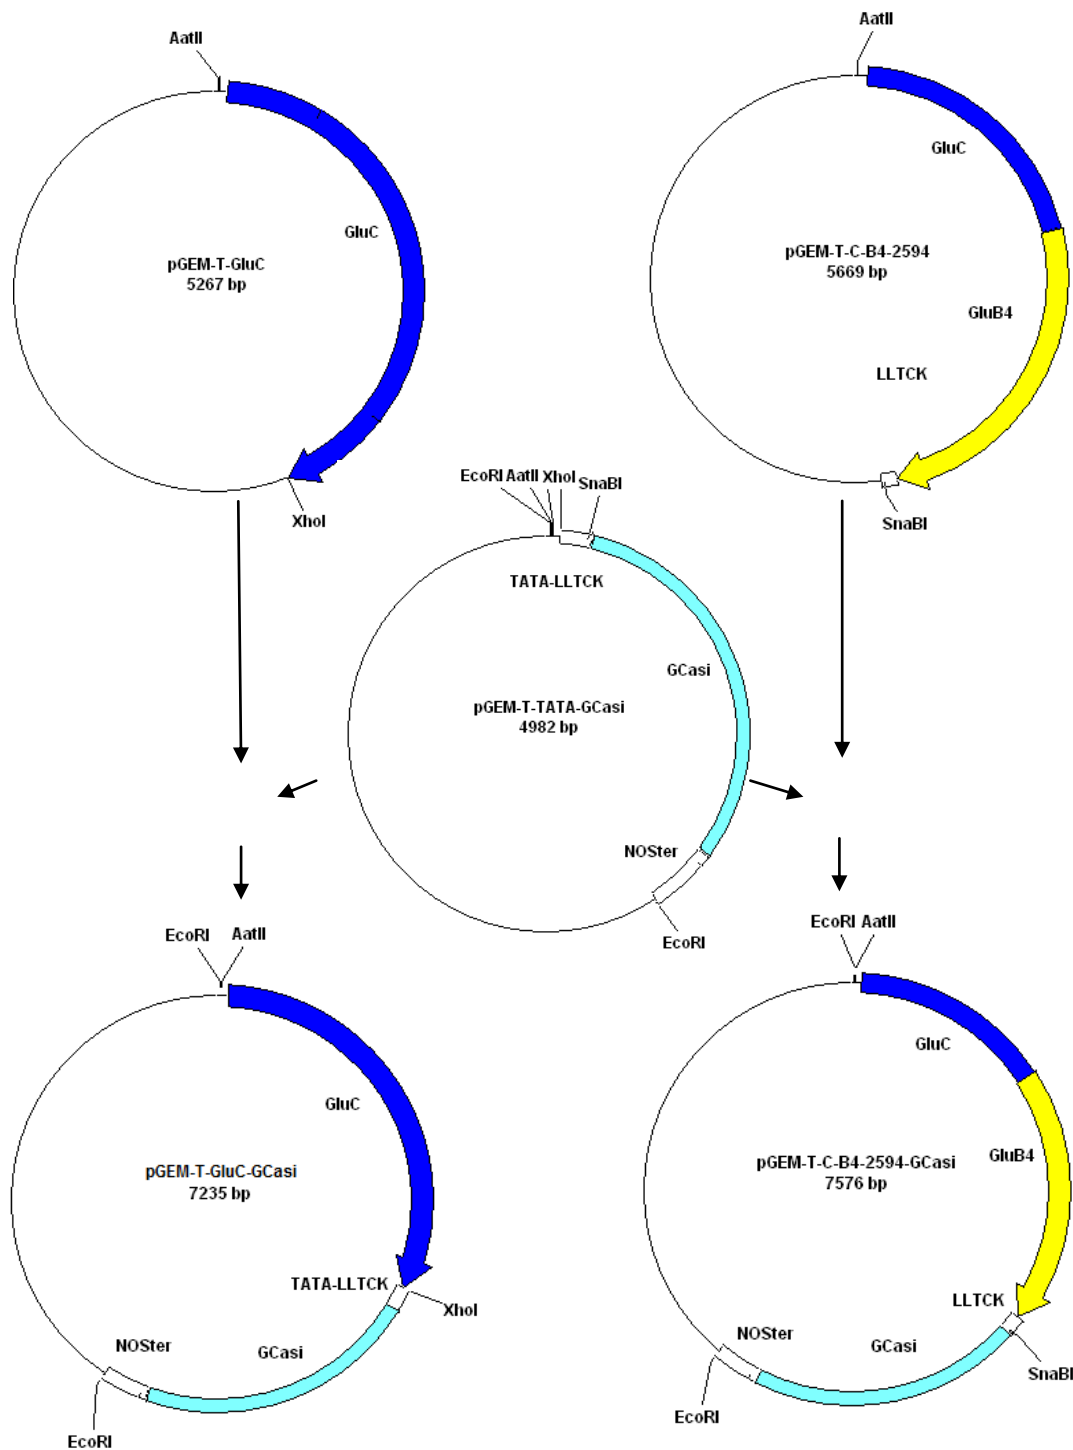 AatII
GluC
pGEM-T-GluC
5267 bp
XhoI
AatII
GluC
pGEM-T-C-B4-2594
5669 bp
GluB4
LLTCK
SnaBI
EcoRI AatII XhoI SnaBI
TATA-LLTCK
GCasi
pGEM-T-TATA-GCasi
4982 bp
NOSter
EcoRI
EcoRI AatII
GluC
pGEM-T-GluC-GCasi
7235 bp
TATA-LLTCK
XhoI
NOSter
GCasi
EcoRI
EcoRI AatII
GluC
pGEM-T-C-B4-2594-GCasi
7576 bp
GluB4
LLTCK
NOSter
GCasi
SnaBI
EcoRI